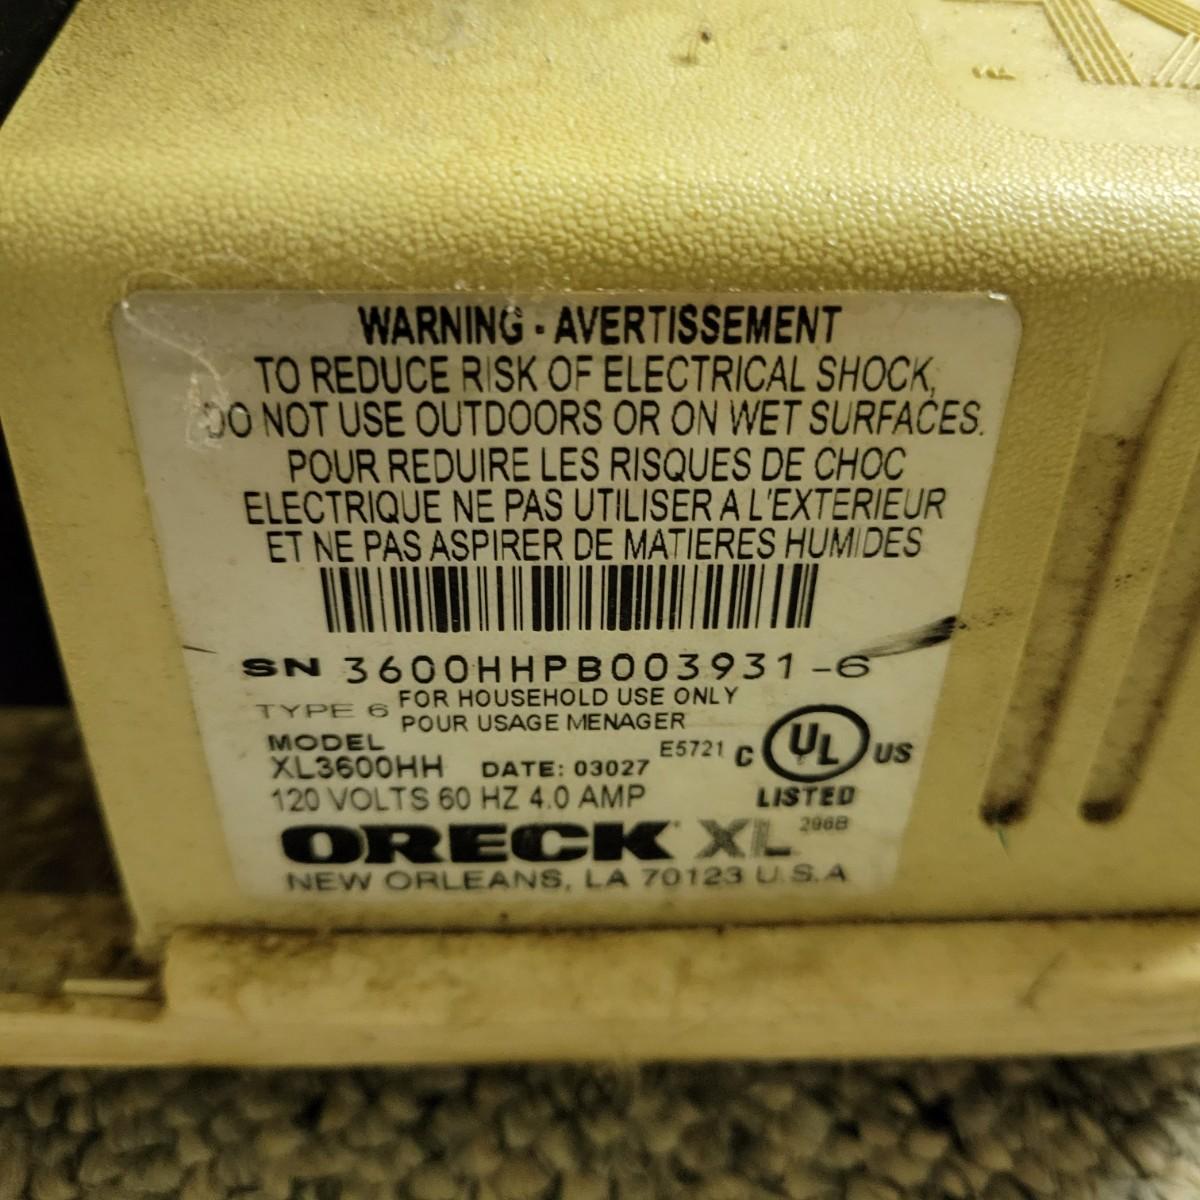 WARNING - AVERTISSEMENT
TO REDUCE RISK OF ELECTRICAL SHOCK,
DO NOT USE OUTDOORS OR ON WET SURFACES.
POUR REDUIRE LES RISQUES DE CHOC
ELECTRIQUE NE PAS UTILISER A L'EXTERIEUR
ET NE PAS ASPIRER DE MATIERES HUMIDES
SN 3600HHPB003931-6
TYPE 6
FOR HOUSEHOLD USE ONLY
POUR USAGE MENAGER
MODEL
XL3600HH DATE: 03027
E5721
C UL US
LISTED
120 VOLTS 60 HZ 4.0 AMP
296B
ORECK XL
NEW ORLEANS, LA 70123 U.S.A